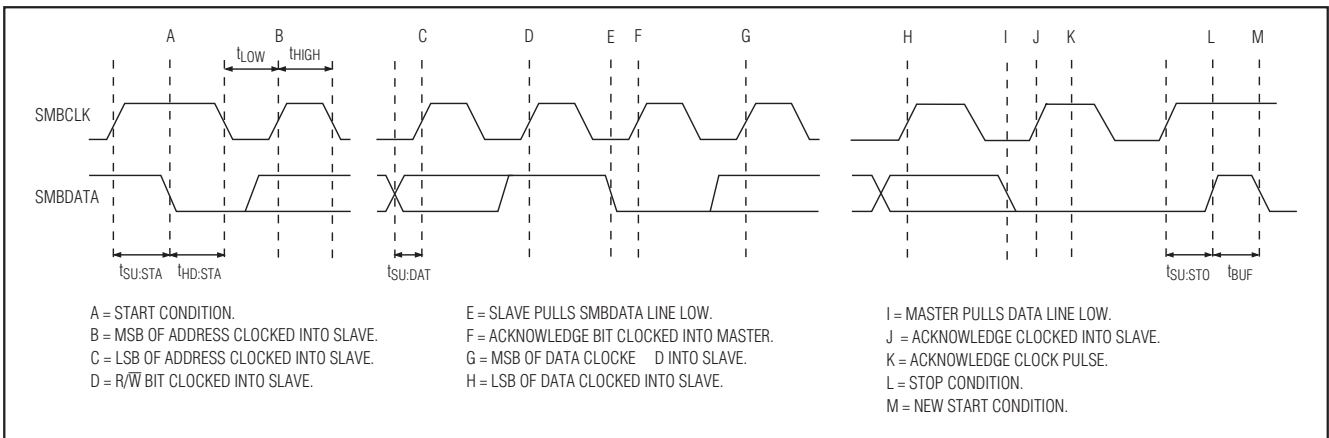 A B C D E F G H I J K L M
tLOW tHIGH
SMBCLK
SMBDATA
tSU:STA tHD:STA tSU:DAT tSU:STO tBUF
A = START CONDITION.
B = MSB OF ADDRESS CLOCKED INTO SLAVE.
C = LSB OF ADDRESS CLOCKED INTO SLAVE.
D = R/W̅ BIT CLOCKED INTO SLAVE.
E = SLAVE PULLS SMBDATA LINE LOW.
F = ACKNOWLEDGE BIT CLOCKED INTO MASTER.
G = MSB OF DATA CLOCKE D INTO SLAVE.
H = LSB OF DATA CLOCKED INTO SLAVE.
I = MASTER PULLS DATA LINE LOW.
J = ACKNOWLEDGE CLOCKED INTO SLAVE.
K = ACKNOWLEDGE CLOCK PULSE.
L = STOP CONDITION.
M = NEW START CONDITION.